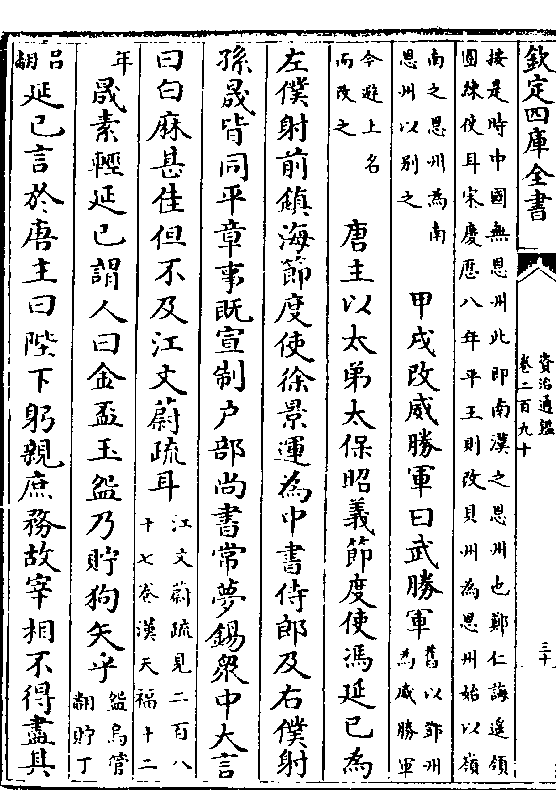 欽定四庫全書
資治通鑑
卷二百九十
三十
按是時中國無恩州此即南漢之恩州也鄭仁誨遙領
團練使耳宋慶厯八年平王則改貝州為恩州始以嶺
南之恩州為南
恩州以別之
甲戌改威勝軍曰武勝軍
舊以鄧州
為威勝軍
今避上名
而改之
唐主以太弟太保昭義節度使馮延已為
左僕射前鎮海節度使徐景運為中書侍郎及右僕射
孫晟皆同平章事既宣制户部尚書常夢錫衆中大言
曰白麻甚佳但不及江文蔚疏耳
江文蔚疏見二百八
十七卷漢天福十二
年
晟素輕延已謂人曰金盃玉盌乃貯狗矢乎
盌烏管
翻貯丁
吕
翻
延已言於唐主曰陛下躬親庶務故宰相不得盡其